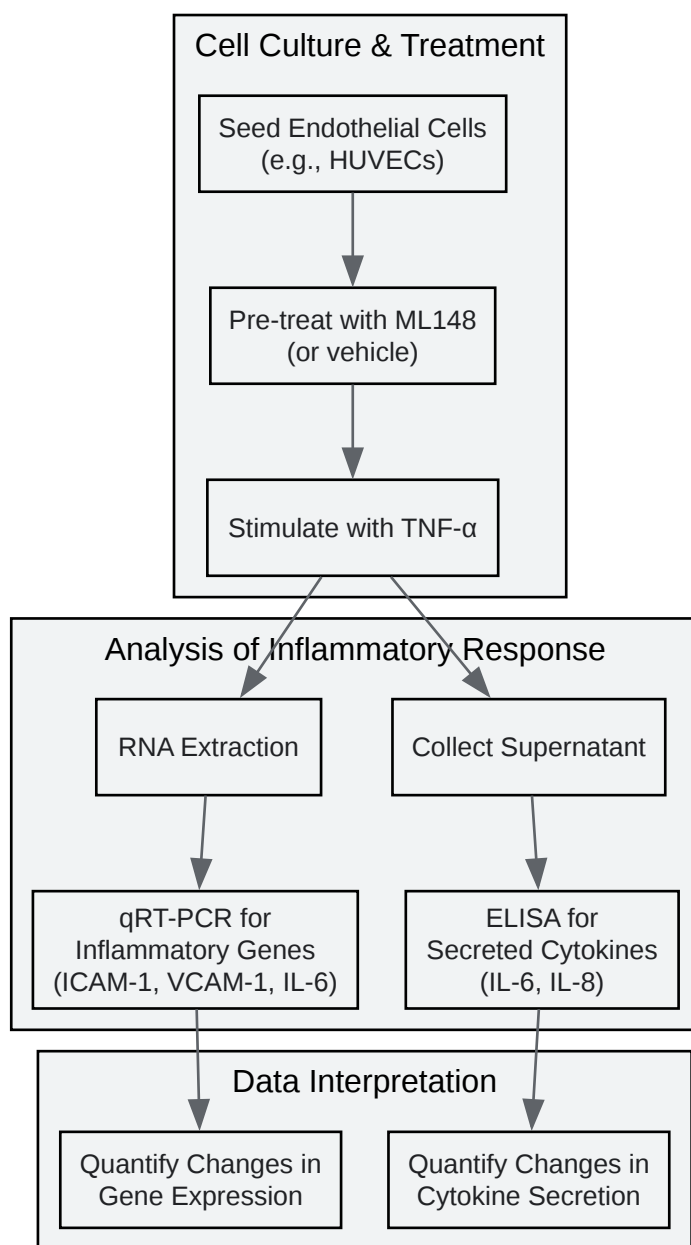 Cell Culture & Treatment
Seed Endothelial Cells
(e.g., HUVECs)
Pre-treat with ML148
(or vehicle)
Stimulate with TNF-α
Analysis of Inflammatory Response
RNA Extraction
Collect Supernatant
qRT-PCR for
Inflammatory Genes
(ICAM-1, VCAM-1, IL-6)
ELISA for
Secreted Cytokines
(IL-6, IL-8)
Data Interpretation
Quantify Changes in
Gene Expression
Quantify Changes in
Cytokine Secretion